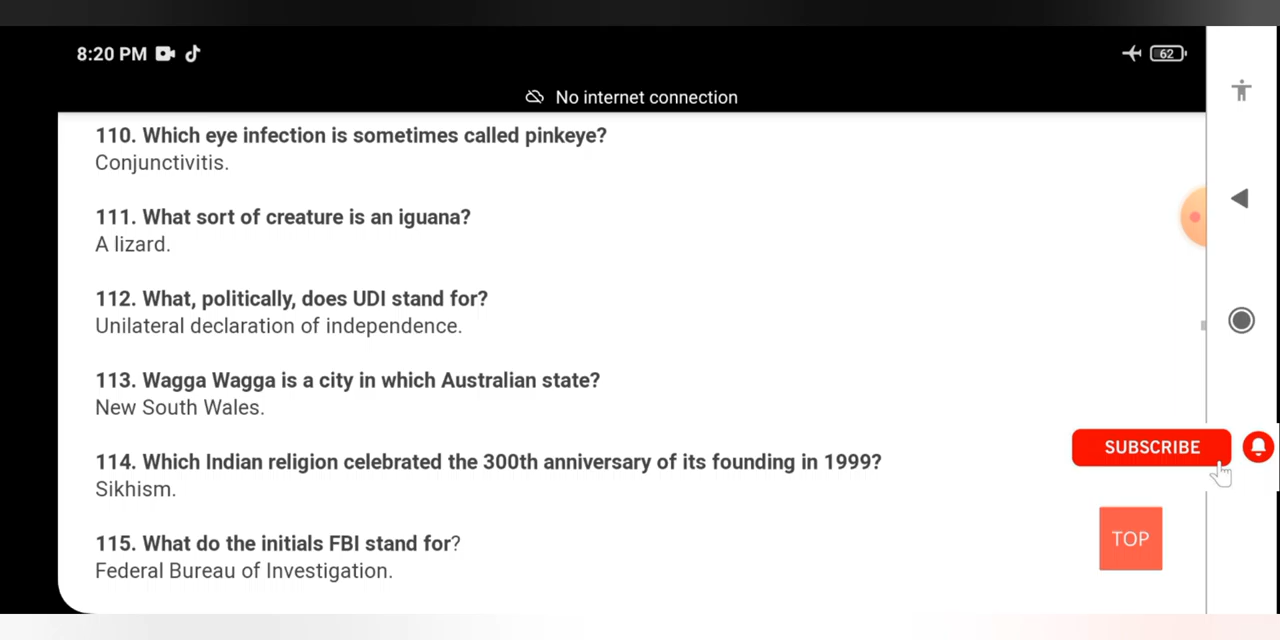 8:20 PM
62
No internet connection
110. Which eye infection is sometimes called pinkeye?
Conjunctivitis.
111. What sort of creature is an iguana?
A lizard.
112. What, politically, does UDI stand for?
Unilateral declaration of independence.
113. Wagga Wagga is a city in which Australian state?
New South Wales.
SUBSCRIBE
114. Which Indian religion celebrated the 300th anniversary of its founding in 1999?
Sikhism.
TOP
115. What do the initials FBI stand for?
Federal Bureau of Investigation.